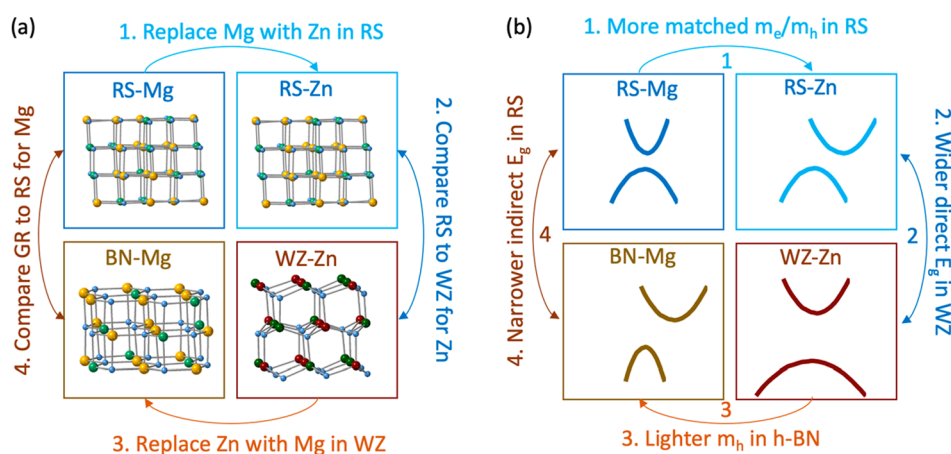 (a)
1. Replace Mg with Zn in RS
RS-Mg
RS-Zn
4. Compare GR to RS for Mg
2. Compare RS to WZ for Zn
BN-Mg
WZ-Zn
3. Replace Zn with Mg in WZ
(b)
1. More matched mₑ/mₕ in RS
1
RS-Mg
RS-Zn
4. Narrower indirect E_g in RS
4
2
2. Wider direct E_g in WZ
BN-Mg
WZ-Zn
3
3. Lighter mₕ in h-BN